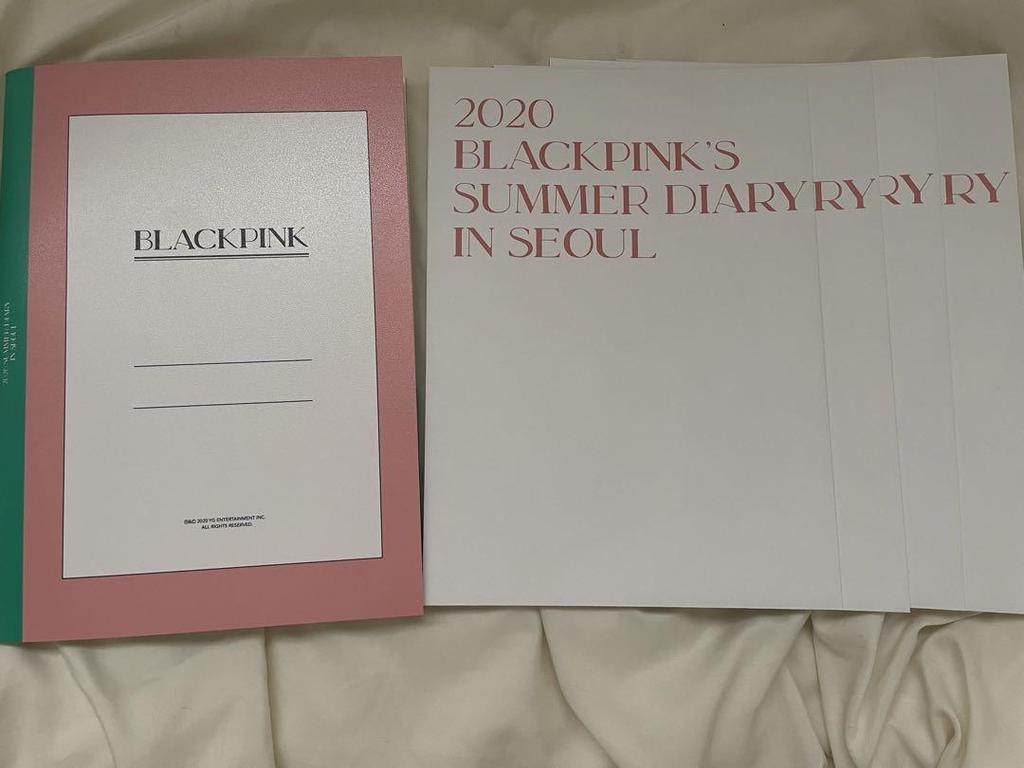 BLACKPINK
℗&© 2020 YG ENTERTAINMENT INC.
ALL RIGHTS RESERVED.
2020
BLACKPINK'S
SUMMER DIARY RY RY RY
IN SEOUL